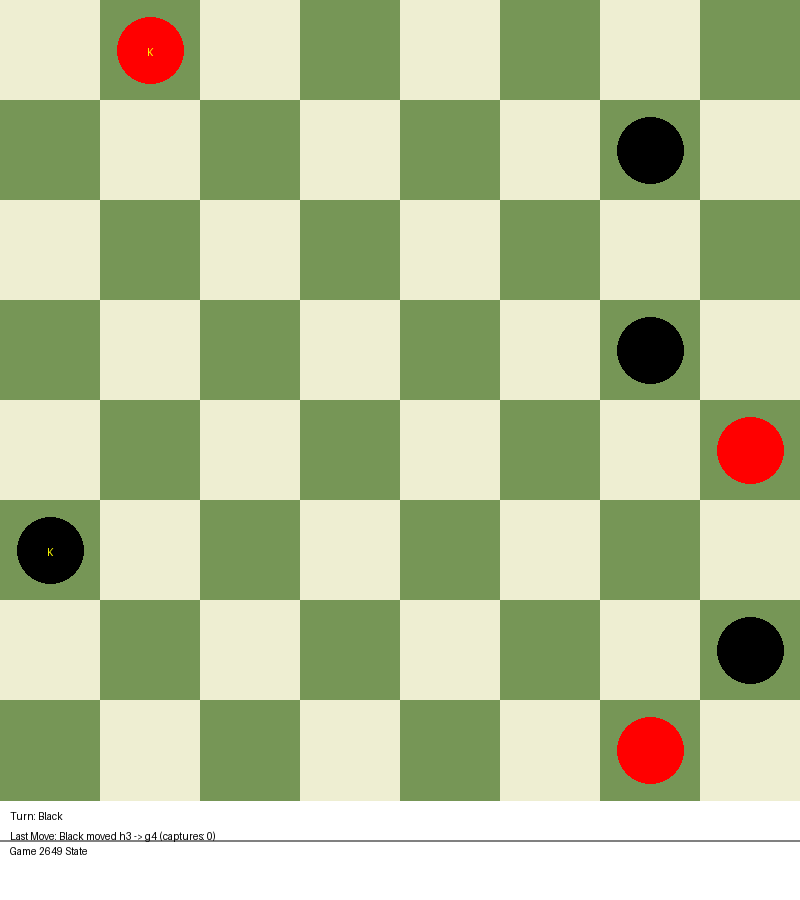 K
K
Turn: Black
Last Move: Black moved h3 -> g4 (captures: 0)
Game 2649 State